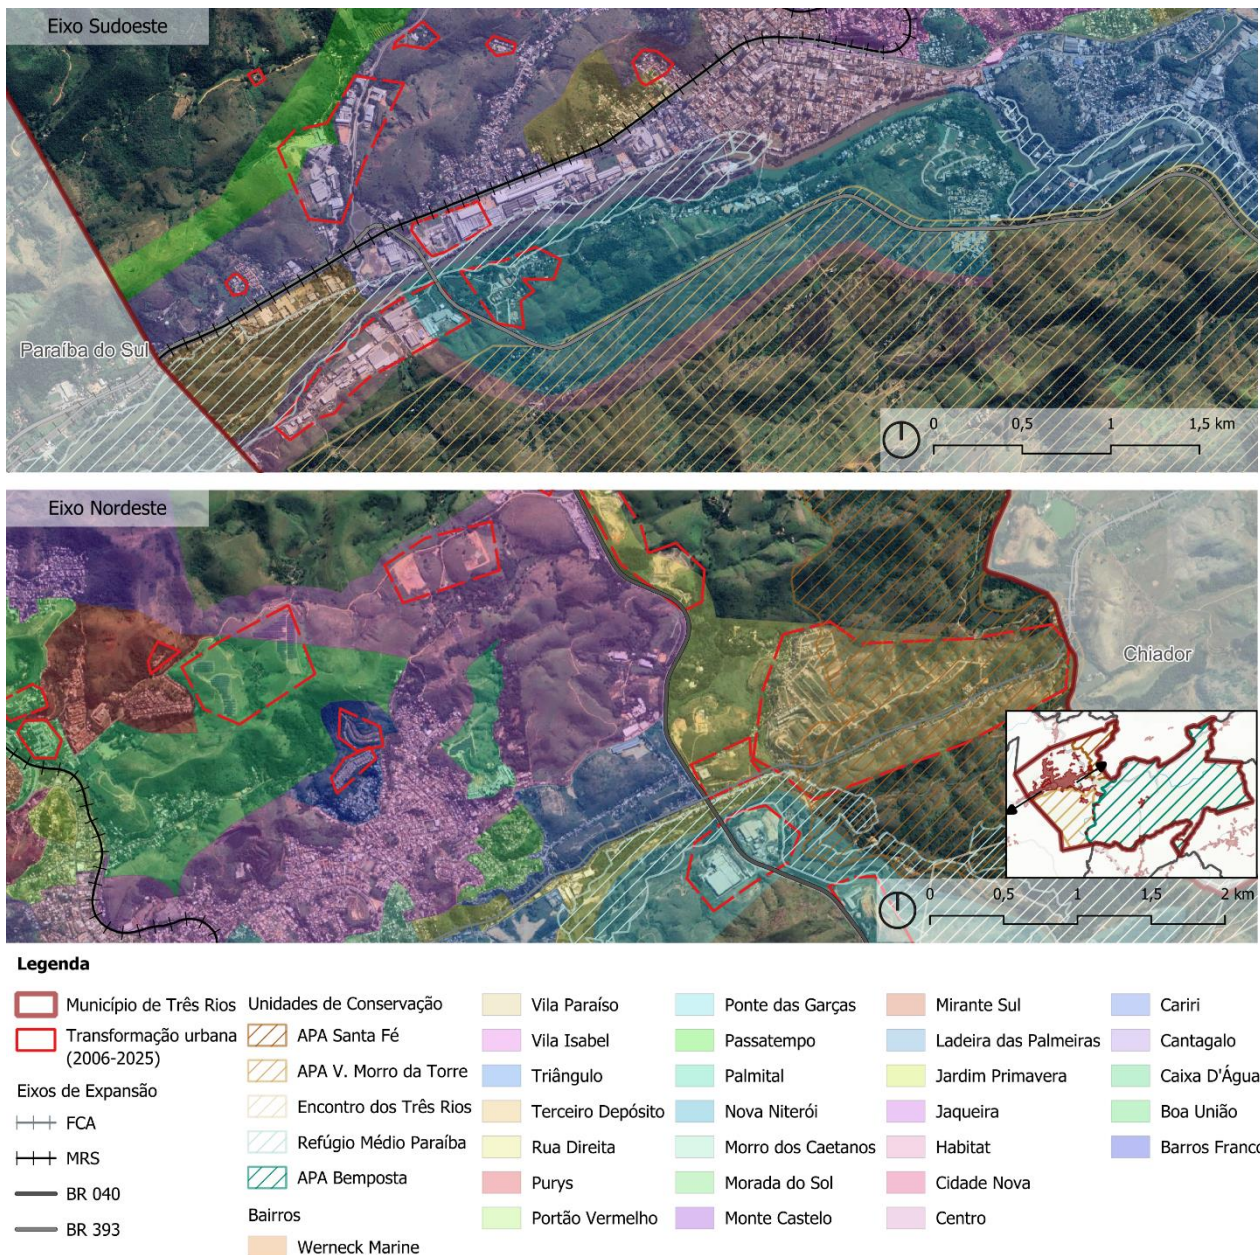 Eixo Sudoeste
Paraíba do Sul
0 0,5 1 1,5 km
Eixo Nordeste
Chiador
0 0,5 1 1,5 2 km
Legenda
Município de Três Rios
Transformação urbana
(2006-2025)
Eixos de Expansão
FCA
MRS
BR 040
BR 393
Unidades de Conservação
APA Santa Fé
APA V. Morro da Torre
Encontro dos Três Rios
Refúgio Médio Paraíba
APA Bemposta
Bairros
Werneck Marine
Vila Paraíso
Vila Isabel
Triângulo
Terceiro Depósito
Rua Direita
Purys
Portão Vermelho
Ponte das Garças
Passatempo
Palmital
Nova Niterói
Morro dos Caetanos
Morada do Sol
Monte Castelo
Mirante Sul
Ladeira das Palmeiras
Jardim Primavera
Jaqueira
Habitat
Cidade Nova
Centro
Cariri
Cantagalo
Caixa D'Água
Boa União
Barros Franco